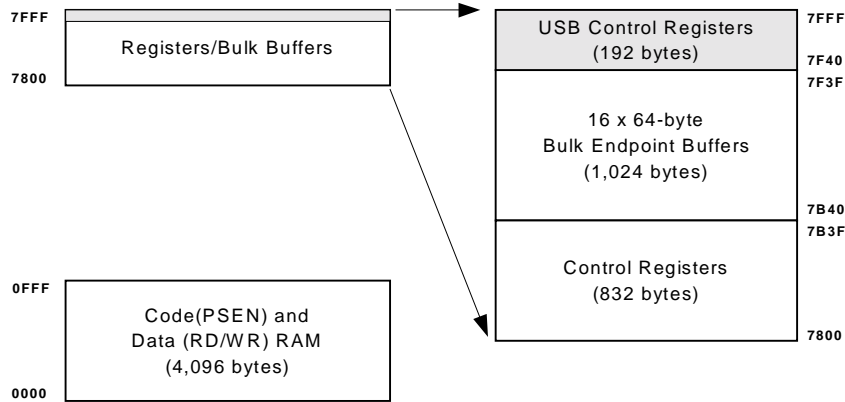 7FFF
Registers/Bulk Buffers
7800
0FFF
Code(PSEN) and
Data (RD/WR) RAM
(4,096 bytes)
0000
USB Control Registers
(192 bytes)
7FFF
7F40
7F3F
16 x 64-byte
Bulk Endpoint Buffers
(1,024 bytes)
7B40
7B3F
Control Registers
(832 bytes)
7800